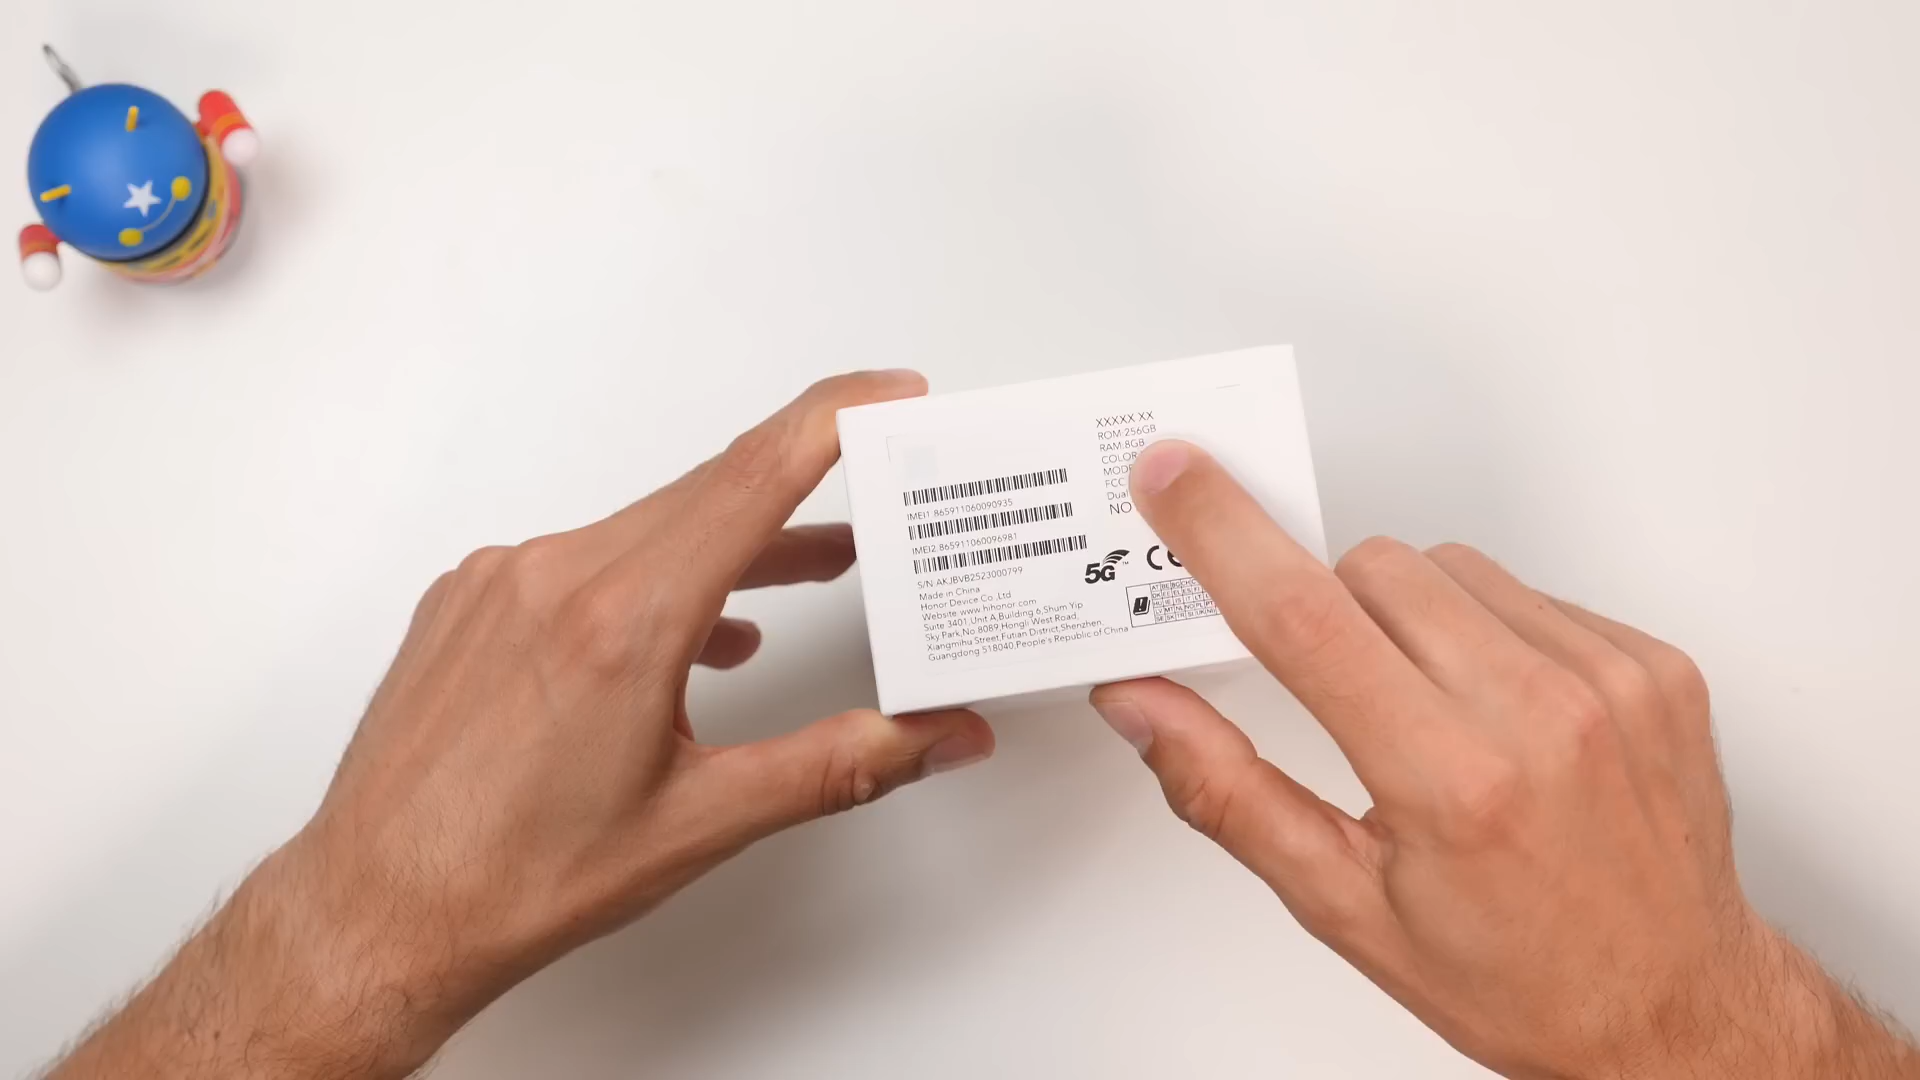 IMEI1 865911060090935
IMEI2 865911060096981
S/N AKJBVB2523000799
Made in China
Honor Device Co.,Ltd
Website:www.hihonor.com
Suite 3401,Unit A,Building 6,Shum Yip
Sky Park,No 8089,Hongli West Road,
Xiangmihu Street,Futian District,Shenzhen,
Guangdong 518040,People's Republic of China
XXXXX XX
ROM:256GB
RAM:8GB
COLOR
FCC
Dual
NO
5G™
CE